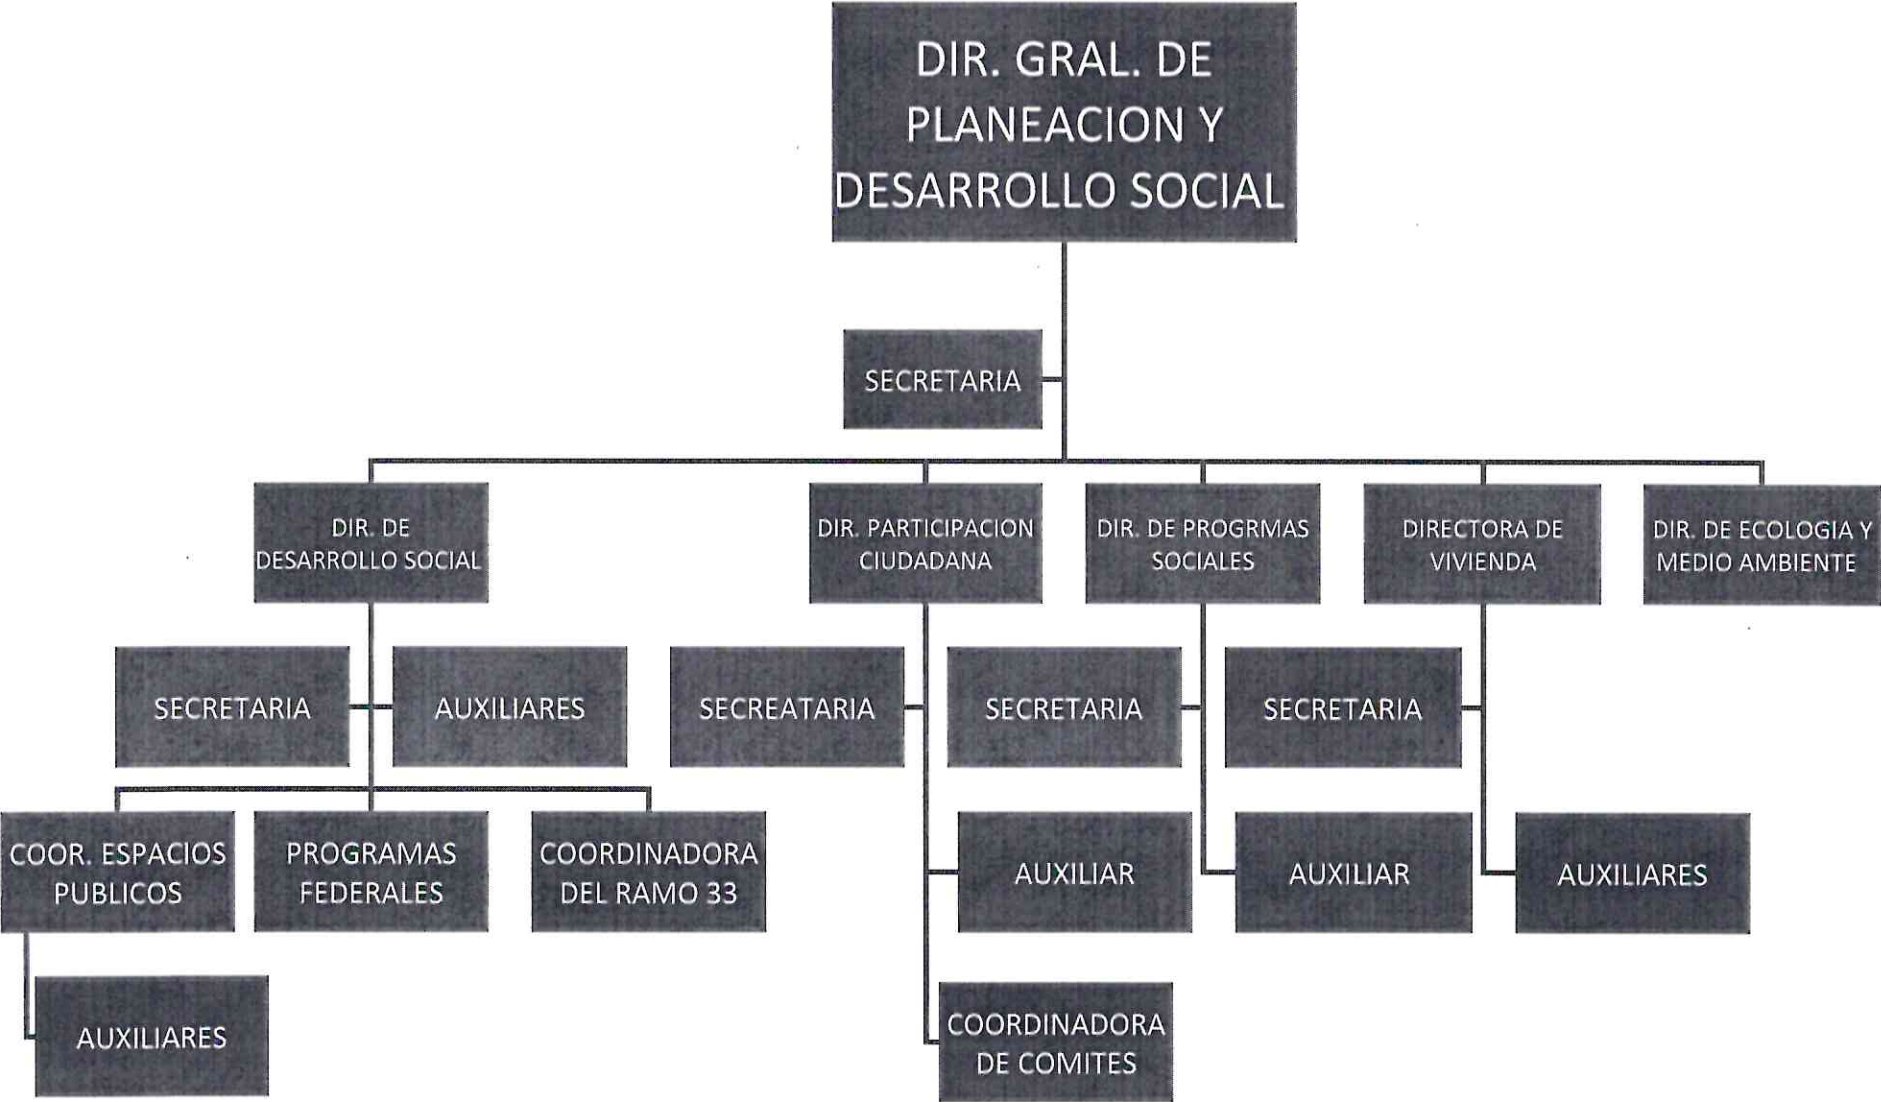 DIR. GRAL. DE
PLANEACION Y
DESARROLLO SOCIAL
SECRETARIA
DIR. DE
DESARROLLO SOCIAL
DIR. PARTICIPACION
CIUDADANA
DIR. DE PROGRMAS
SOCIALES
DIRECTORA DE
VIVIENDA
DIR. DE ECOLOGIA Y
MEDIO AMBIENTE
SECRETARIA
AUXILIARES
SECREATARIA
SECRETARIA
SECRETARIA
COOR. ESPACIOS
PUBLICOS
PROGRAMAS
FEDERALES
COORDINADORA
DEL RAMO 33
AUXILIAR
AUXILIAR
AUXILIARES
AUXILIARES
COORDINADORA
DE COMITES